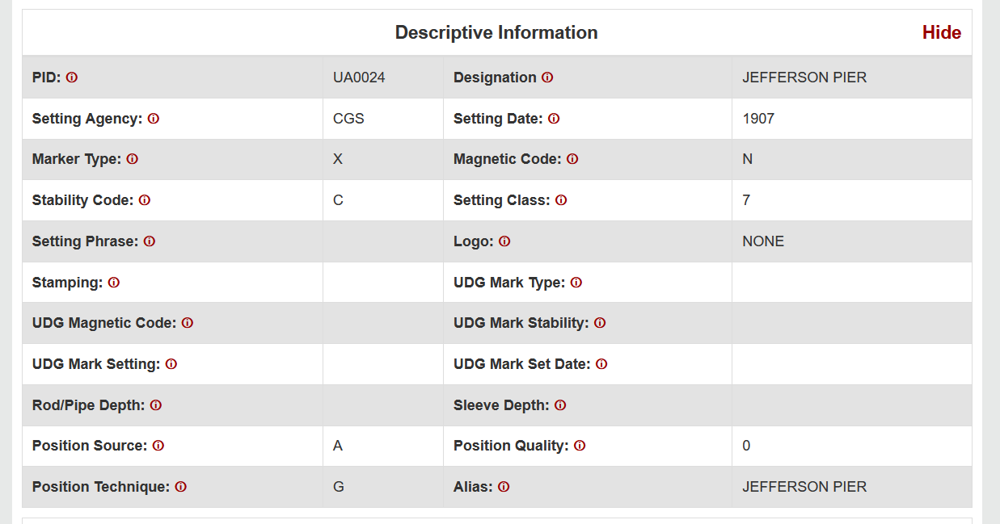 Descriptive Information Hide
PID: UA0024 Designation JEFFERSON PIER
Setting Agency: CGS Setting Date: 1907
Marker Type: X Magnetic Code: N
Stability Code: C Setting Class: 7
Setting Phrase: Logo: NONE
Stamping: UDG Mark Type:
UDG Magnetic Code: UDG Mark Stability:
UDG Mark Setting: UDG Mark Set Date:
Rod/Pipe Depth: Sleeve Depth:
Position Source: A Position Quality: 0
Position Technique: G Alias: JEFFERSON PIER